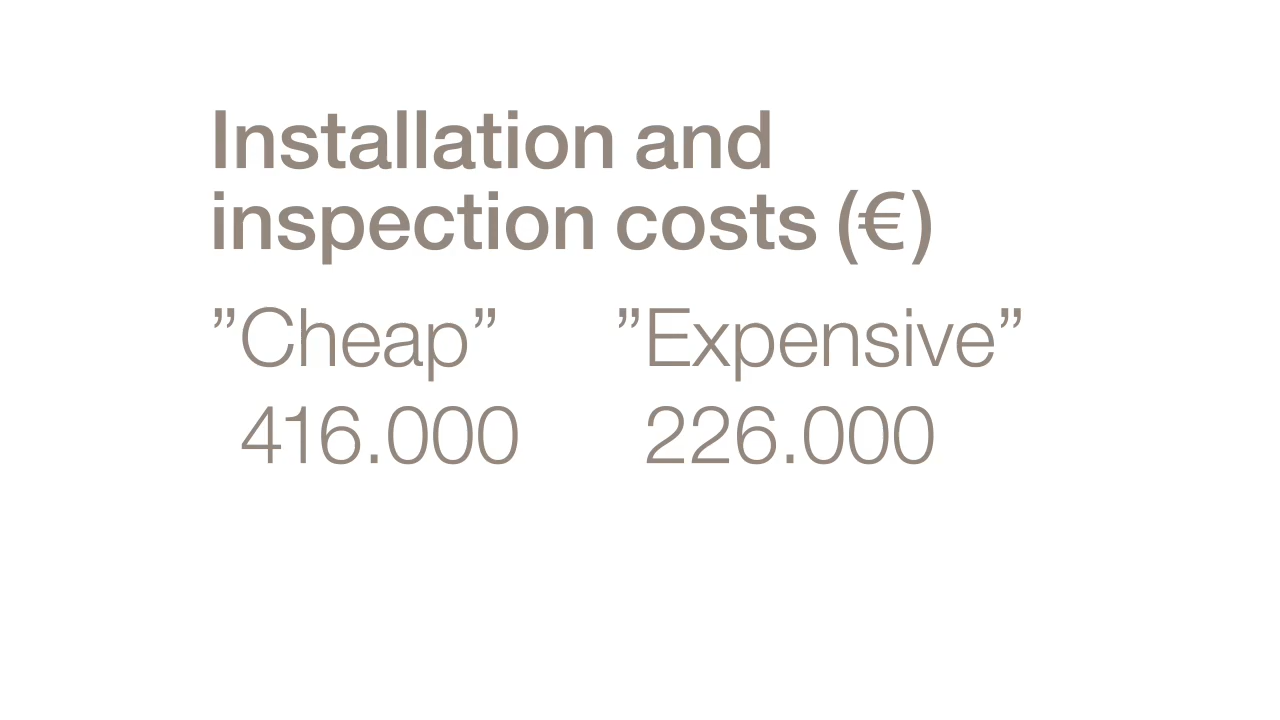 Installation and
inspection costs (€)
”Cheap” ”Expensive”
416.000 226.000